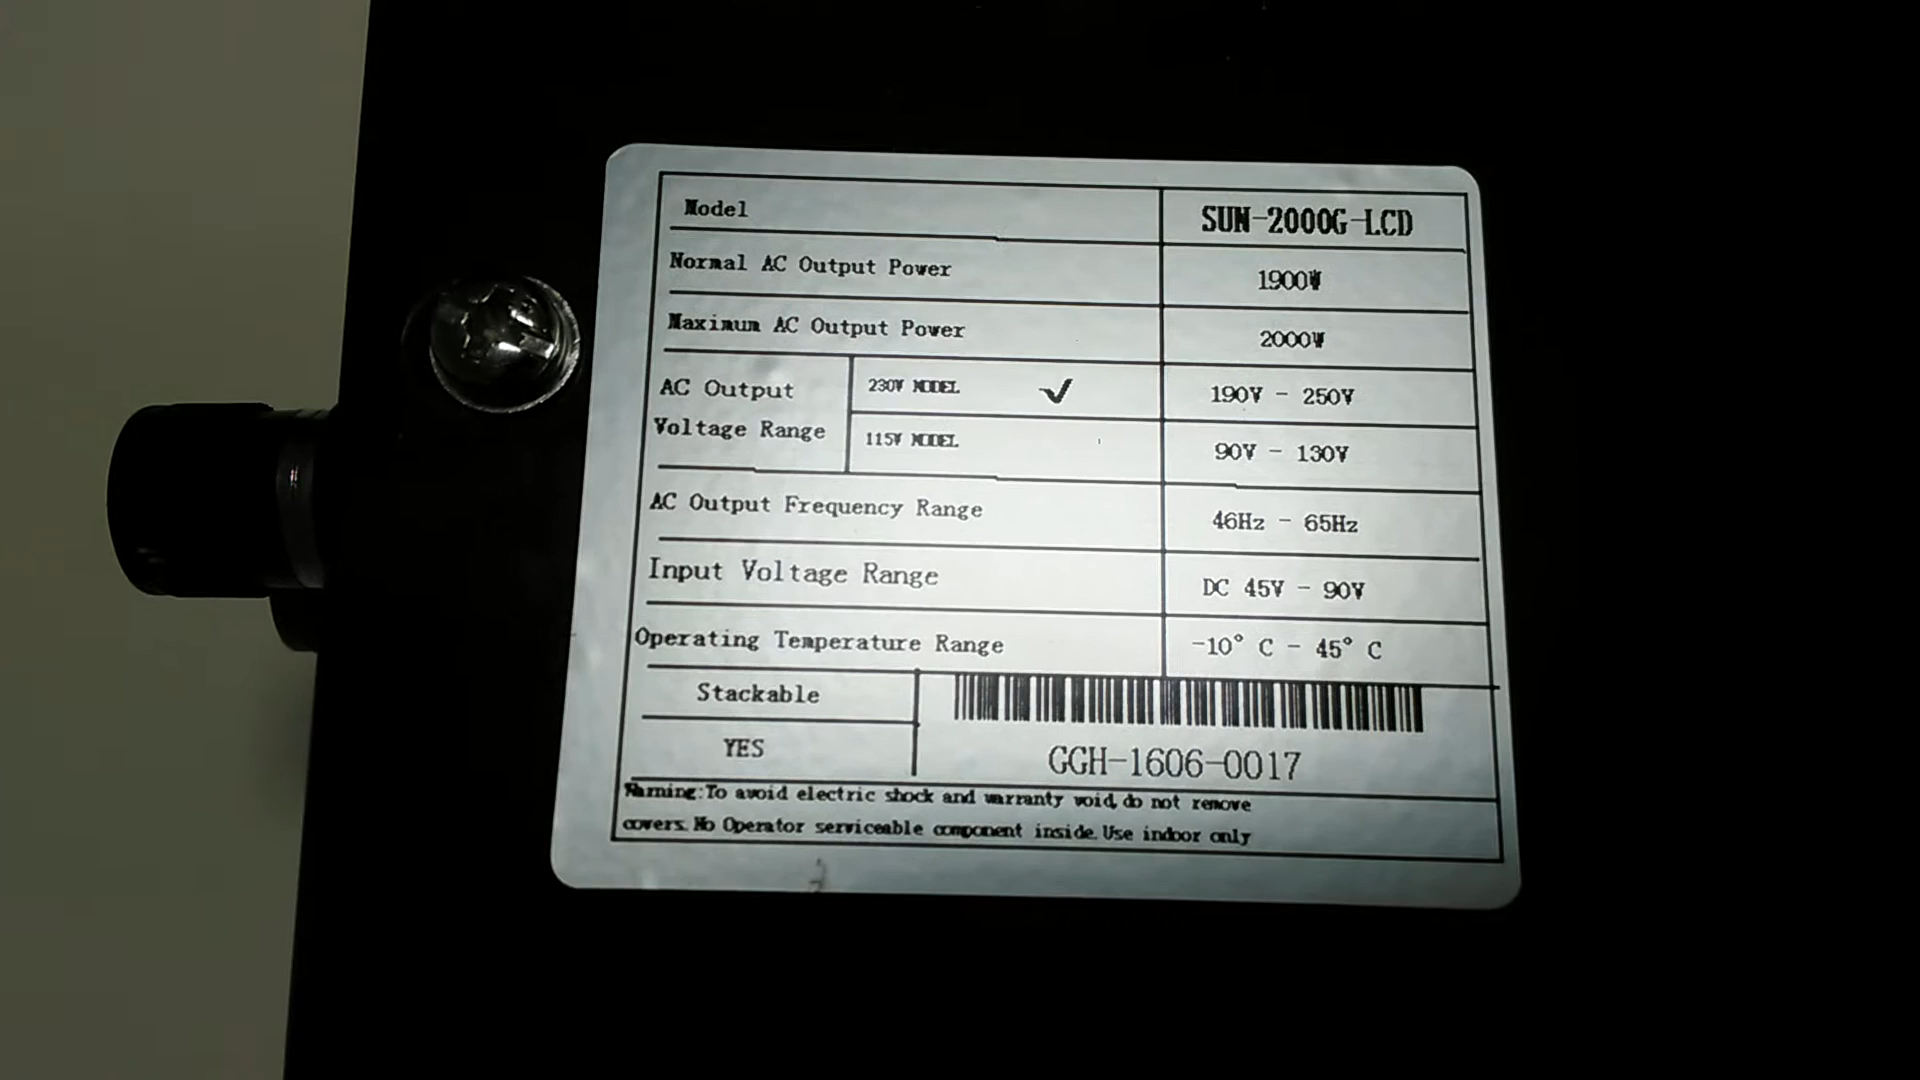 Model SUN-2000G-LCD
Normal AC Output Power 1900W
Maximum AC Output Power 2000W
AC Output Voltage Range
230V MODEL ✓ 190V - 250V
115V MODEL 90V - 130V
AC Output Frequency Range 46Hz - 65Hz
Input Voltage Range DC 45V - 90V
Operating Temperature Range -10° C - 45° C
Stackable
YES
GGH-1606-0017
Warning:To avoid electric shock and warranty void, do not remove
covers. No Operator serviceable component inside. Use indoor only